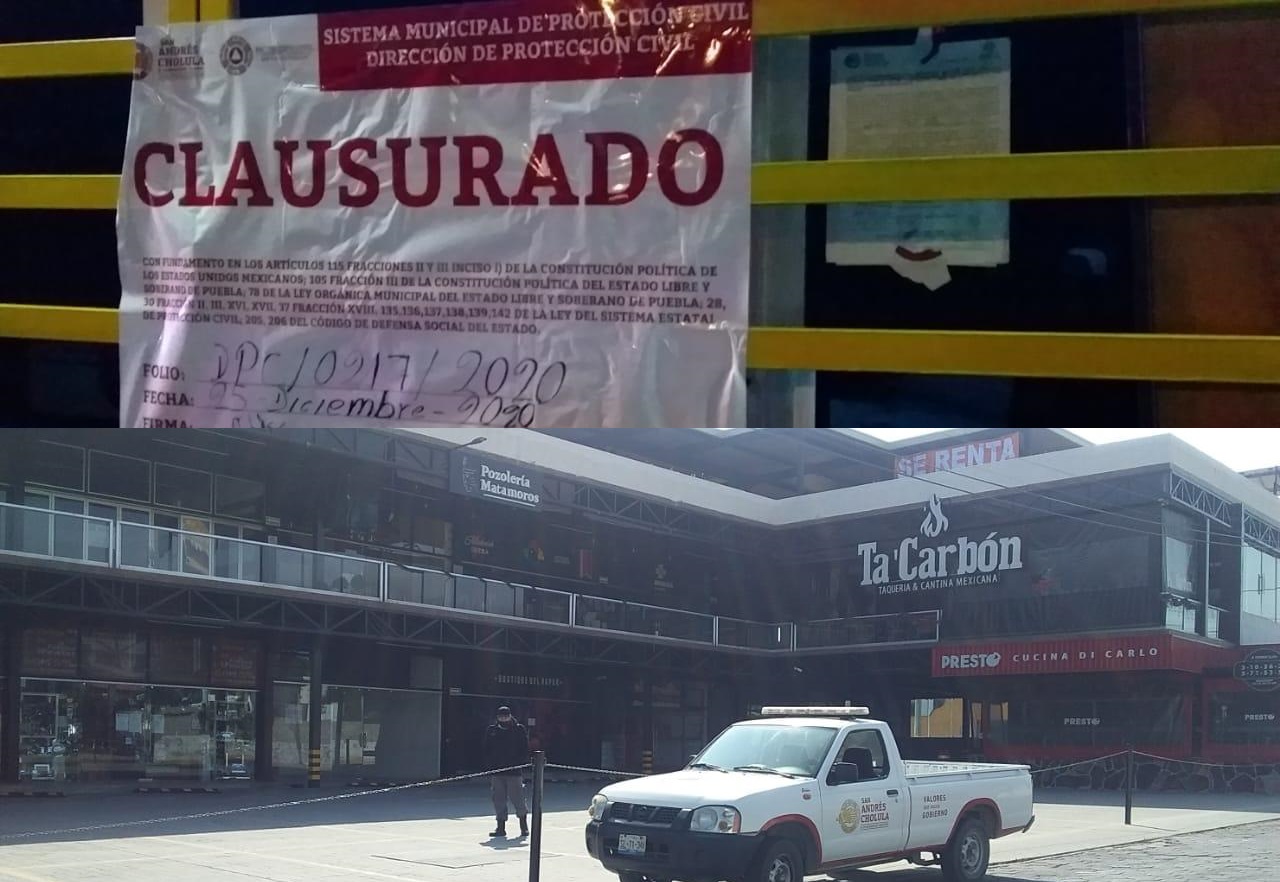 SAN
ANDRÉS
CHOLULA
SISTEMA MUNICIPAL DE PROTECCIÓN CIVIL
DIRECCIÓN DE PROTECCIÓN CIVIL
CLAUSURADO
CON FUNDAMENTO EN LOS ARTÍCULOS 115 FRACCIONES II Y III INCISO I) DE LA CONSTITUCIÓN POLÍTICA DE
LOS ESTADOS UNIDOS MEXICANOS; 105 FRACCIÓN III DE LA CONSTITUCIÓN POLÍTICA DEL ESTADO LIBRE Y
SOBERANO DE PUEBLA; 78 DE LA LEY ORGÁNICA MUNICIPAL DEL ESTADO LIBRE Y SOBERANO DE PUEBLA; 28,
30 FRACCIÓN II, III, XVI, XVII, 37 FRACCIÓN XVIII, 135,136,137,138,139,142 DE LA LEY DEL SISTEMA ESTATAL
DE PROTECCIÓN CIVIL; 205, 206 DEL CÓDIGO DE DEFENSA SOCIAL DEL ESTADO.
FOLIO: DPC/0217/2020
FECHA: 25 Diciembre-2020
FIRMA:
SE RENTA
Pozolería
Matamoros
Ta'Carbón
TAQUERIA & CANTINA MEXICANA
PRESTO CUCINA DI CARLO
PRESTO
PRESTO
SAN
ANDRÉS
CHOLULA
VALORES
GOBIERNO